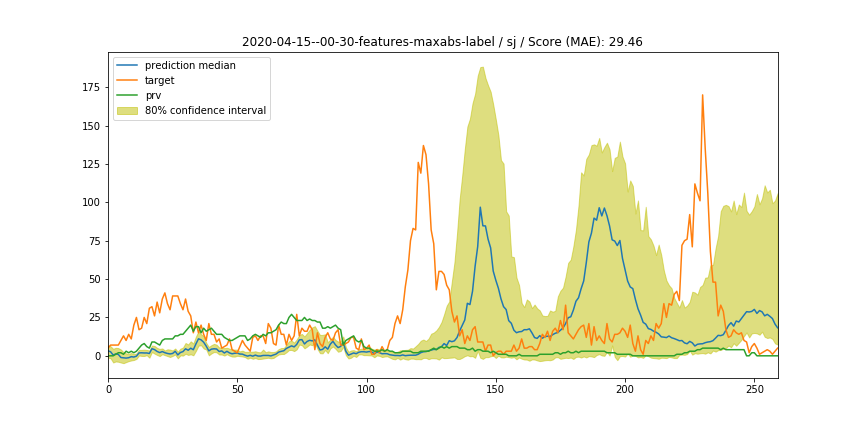 2020-04-15--00-30-features-maxabs-label / sj / Score (MAE): 29.46
prediction median
target
prv
80% confidence interval
175
150
125
100
75
50
25
0
0 50 100 150 200 250